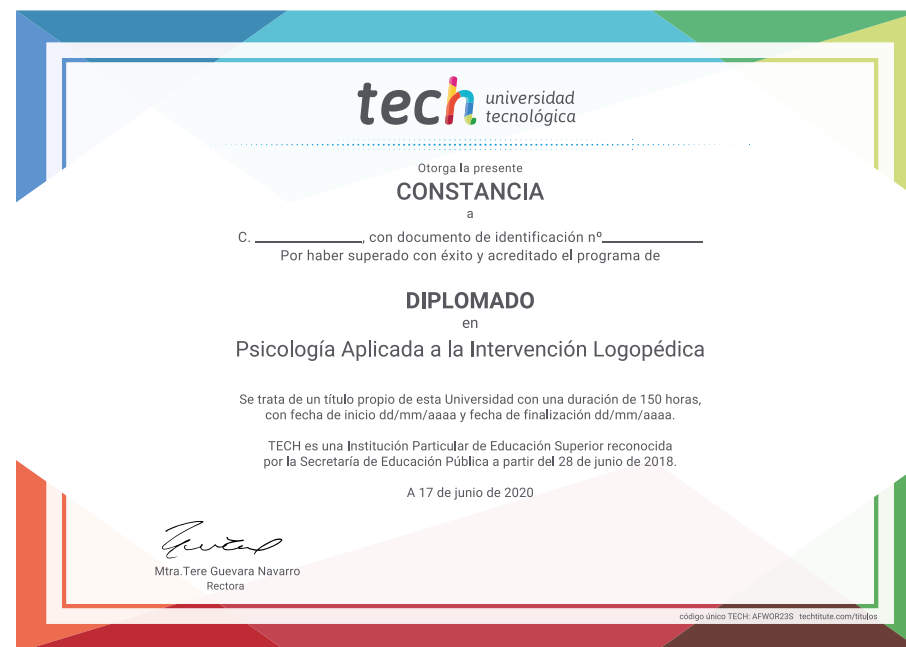 tech universidad
tecnológica
Otorga la presente
CONSTANCIA
a
C. ____________, con documento de identificación nº____________
Por haber superado con éxito y acreditado el programa de
DIPLOMADO
en
Psicología Aplicada a la Intervención Logopédica
Se trata de un título propio de esta Universidad con una duración de 150 horas,
con fecha de inicio dd/mm/aaaa y fecha de finalización dd/mm/aaaa.
TECH es una Institución Particular de Educación Superior reconocida
por la Secretaría de Educación Pública a partir del 28 de junio de 2018.
A 17 de junio de 2020
Mtra.Tere Guevara Navarro
Rectora
código único TECH: AFWOR23S techtitute.com/titulos